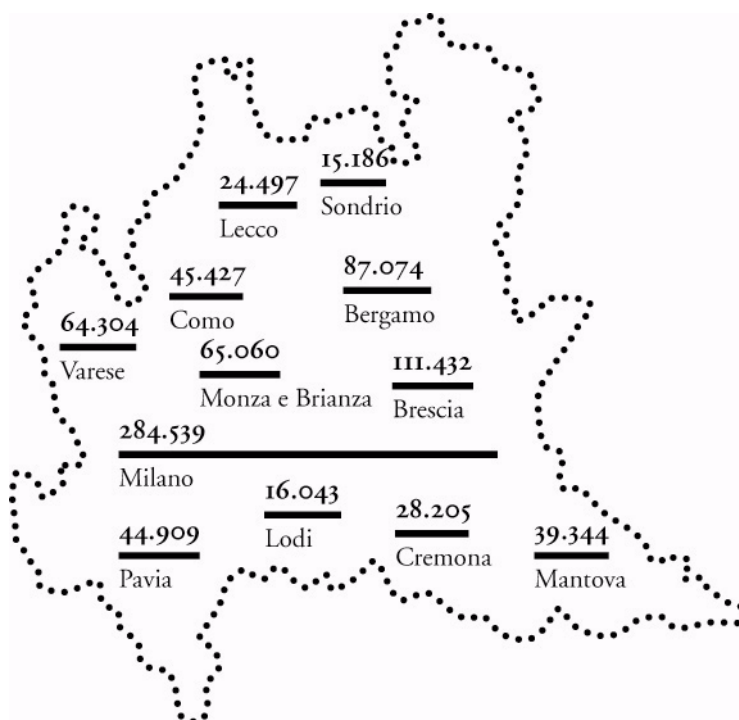 15.186
Sondrio
24.497
Lecco
87.074
Bergamo
45.427
Como
64.304
Varese
65.060
Monza e Brianza
111.432
Brescia
284.539
Milano
16.043
Lodi
28.205
Cremona
44.909
Pavia
39.344
Mantova